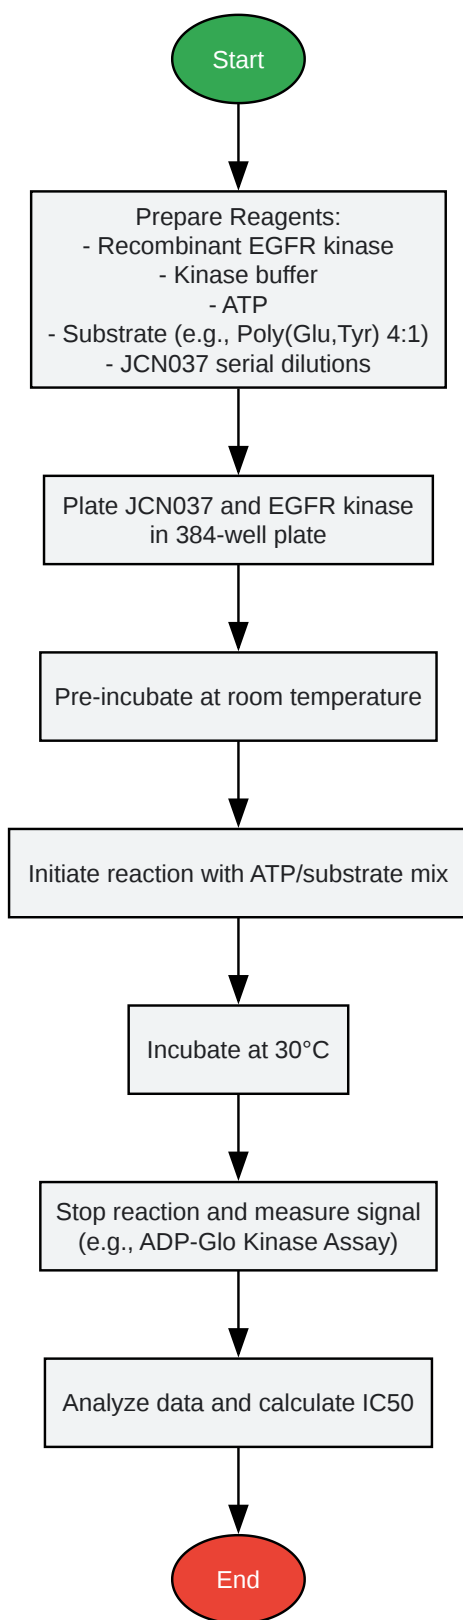 Start
Prepare Reagents:
- Recombinant EGFR kinase
- Kinase buffer
- ATP
- Substrate (e.g., Poly(Glu,Tyr) 4:1)
- JCN037 serial dilutions
Plate JCN037 and EGFR kinase
in 384-well plate
Pre-incubate at room temperature
Initiate reaction with ATP/substrate mix
Incubate at 30°C
Stop reaction and measure signal
(e.g., ADP-Glo Kinase Assay)
Analyze data and calculate IC50
End